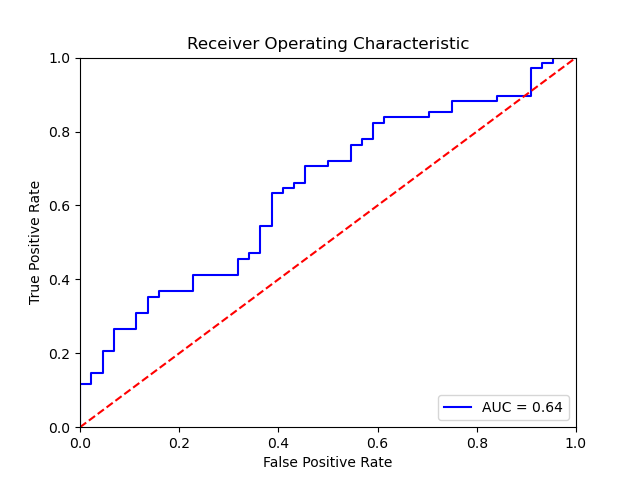 Receiver Operating Characteristic
True Positive Rate
1.0
0.8
0.6
0.4
0.2
0.0
AUC = 0.64
0.0 0.2 0.4 0.6 0.8 1.0
False Positive Rate